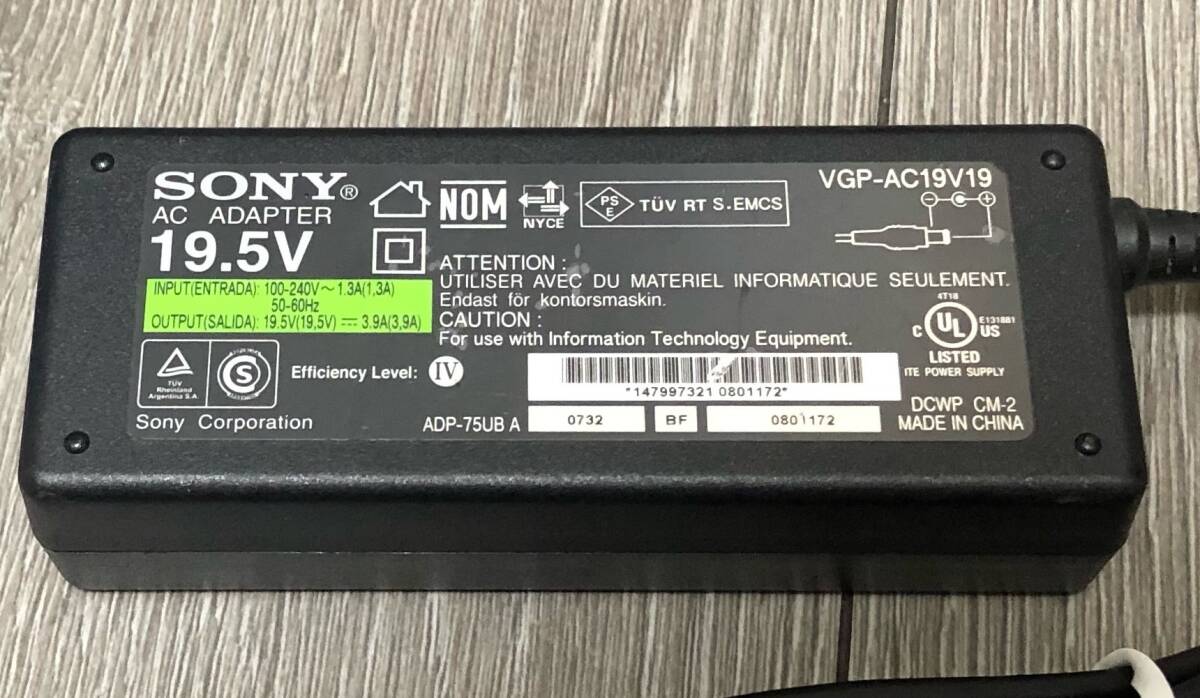 SONY®
AC ADAPTER
19.5V
INPUT(ENTRADA): 100-240V～1.3A(1,3A)
50-60Hz
OUTPUT(SALIDA): 19.5V(19,5V) ⎓ 3.9A(3,9A)
NOM
NYCE
PS
E
TÜV RT S.EMCS
VGP-AC19V19
ATTENTION :
UTILISER AVEC DU MATERIEL INFORMATIQUE SEULEMENT.
Endast för kontorsmaskin.
CAUTION :
For use with Information Technology Equipment.
4T18
C UL US
E131881
LISTED
ITE POWER SUPPLY
TÜV
Rheinland
Argentina S.A.
S
Efficiency Level: IV
*147997321 0801172*
Sony Corporation
ADP-75UB A
0732
BF
0801172
DCWP CM-2
MADE IN CHINA